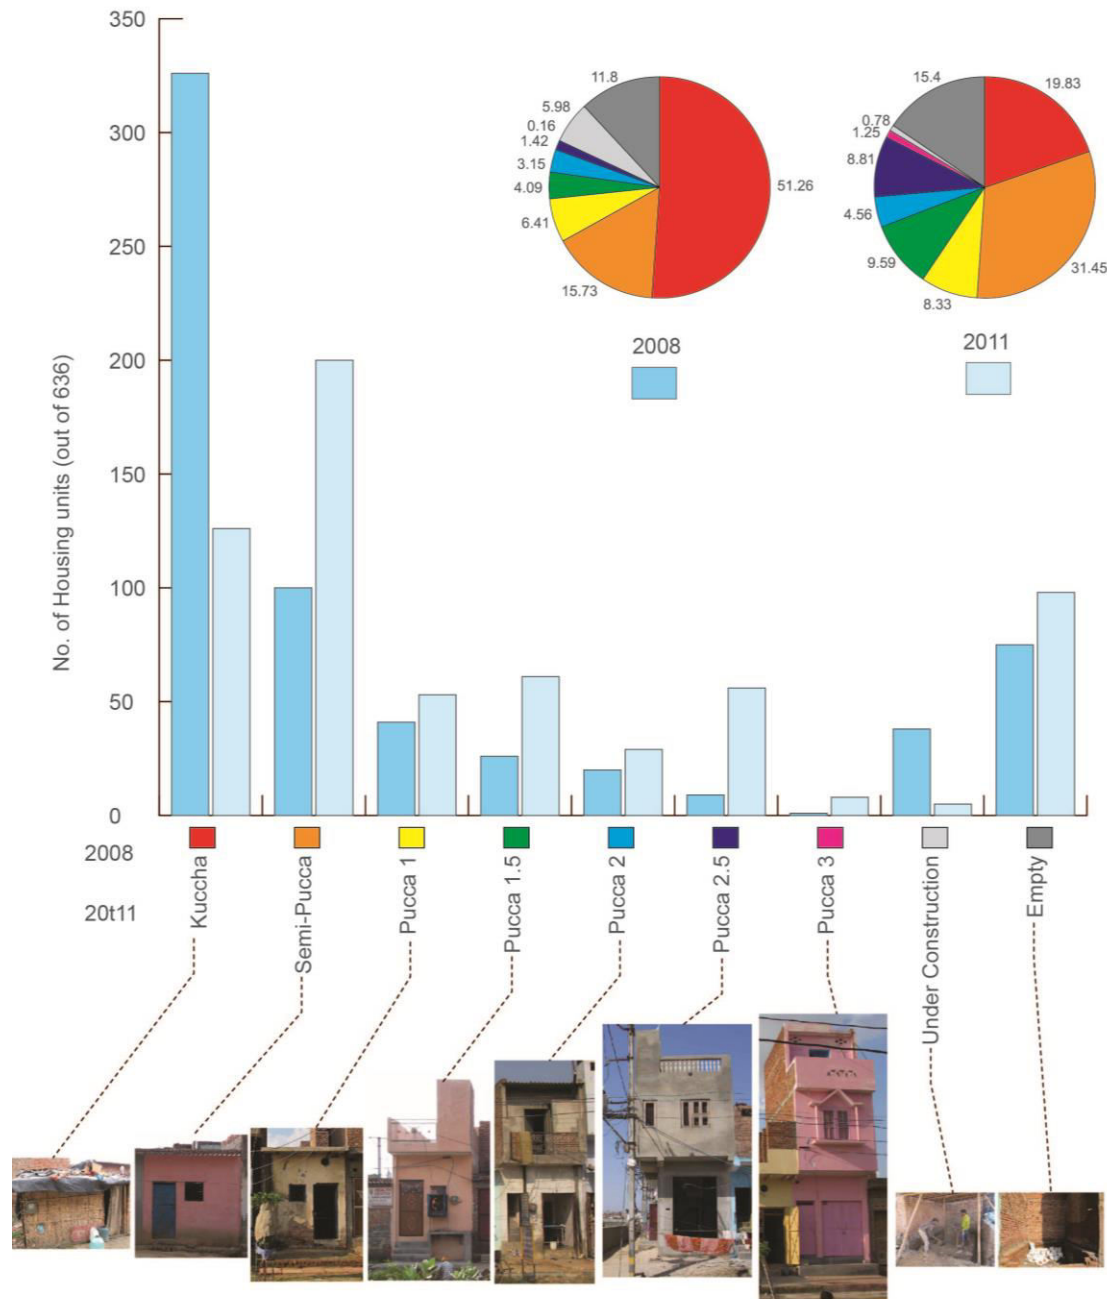 350
300
250
200
150
100
50
0
No. of Housing units (out of 636)
11.8
5.98
0.16
1.42
3.15
4.09
6.41
15.73
51.26
2008
15.4
0.78
1.25
8.81
4.56
9.59
8.33
31.45
19.83
2011
2008
20t11
Kuccha
Semi-Pucca
Pucca 1
Pucca 1.5
Pucca 2
Pucca 2.5
Pucca 3
Under Construction
Empty